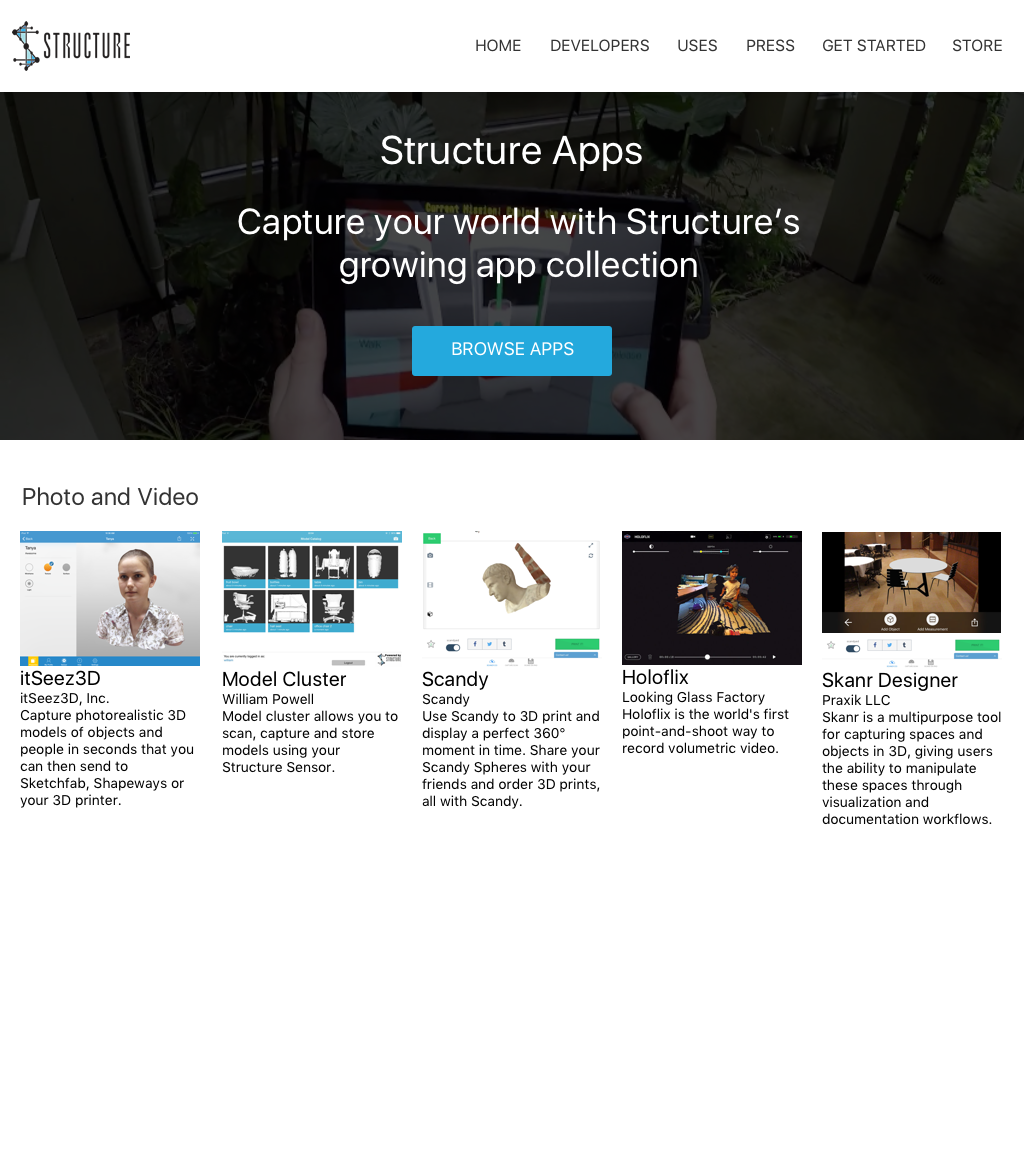 STRUCTURE
HOME DEVELOPERS USES PRESS GET STARTED STORE
Structure Apps
Capture your world with Structure’s
growing app collection
BROWSE APPS
Photo and Video
itSeez3D
itSeez3D, Inc.
Capture photorealistic 3D
models of objects and
people in seconds that you
can then send to
Sketchfab, Shapeways or
your 3D printer.
Model Cluster
William Powell
Model cluster allows you to
scan, capture and store
models using your
Structure Sensor.
Scandy
Scandy
Use Scandy to 3D print and
display a perfect 360°
moment in time. Share your
Scandy Spheres with your
friends and order 3D prints,
all with Scandy.
HOLOFLIX
Holoflix
Looking Glass Factory
Holoflix is the world's first
point-and-shoot way to
record volumetric video.
Add Object Add Measurement
Skanr Designer
Praxik LLC
Skanr is a multipurpose tool
for capturing spaces and
objects in 3D, giving users
the ability to manipulate
these spaces through
visualization and
documentation workflows.